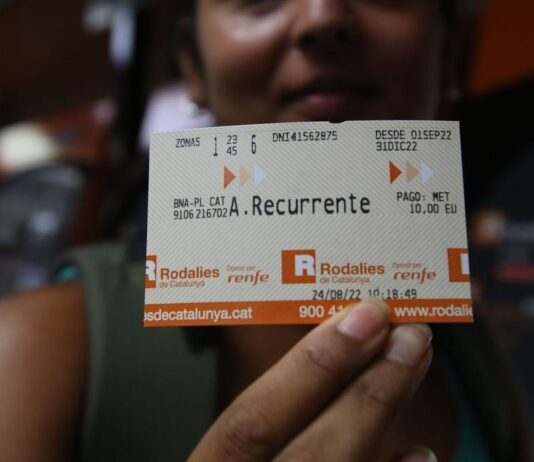 ZONAS 1 23 6 DNI41562875 DESDE 01SEP22
45 31DIC22
BNA-PL CAT A.Recurrente PAGO: MET
9106 216702 10,00 EU
R Rodalies de Catalunya Operat per renfe R Rodalies de Catalunya Operat per renfe
24/08/22 10:18:49
esdecatalunya.cat 900 41 www.rodalie